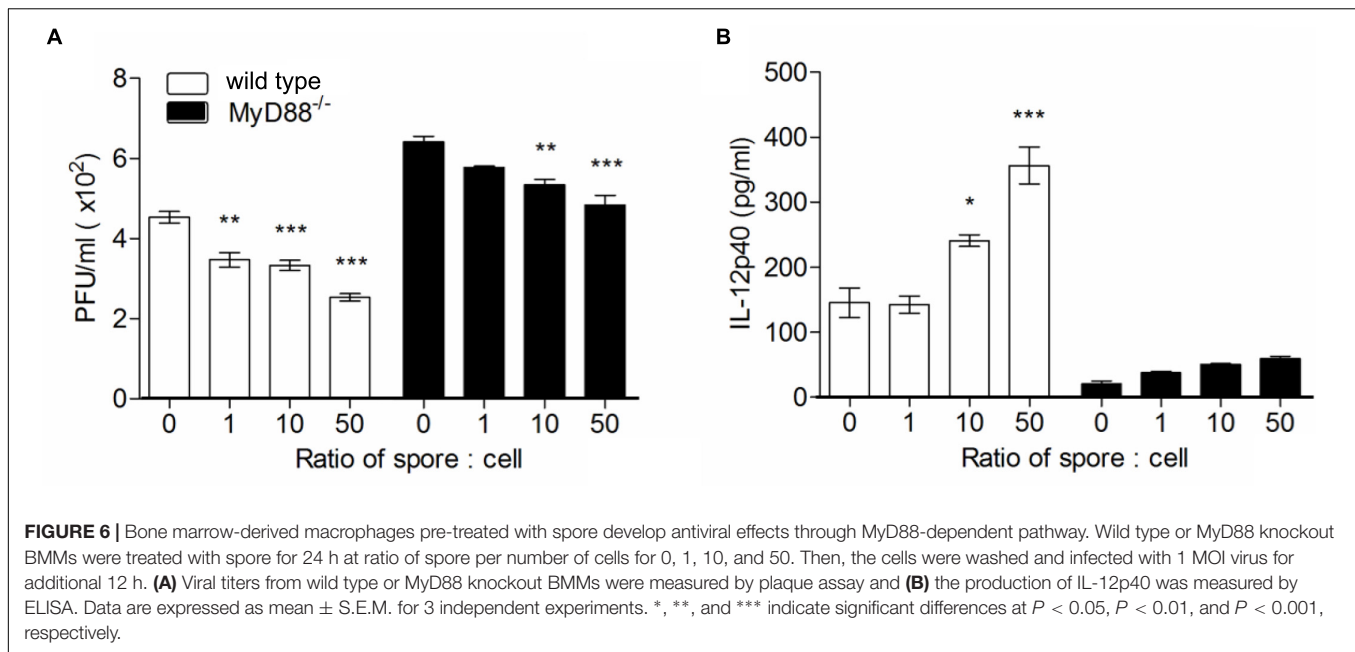 A
B
wild type
MyD88-/-
8
6
4
2
0
PFU/ml ( x10²)
** *** *** ** ***
0 1 10 50 0 1 10 50
Ratio of spore : cell
500
400
300
200
100
0
IL-12p40 (pg/ml)
* ***
0 1 10 50 0 1 10 50
Ratio of spore : cell
FIGURE 6 | Bone marrow-derived macrophages pre-treated with spore develop antiviral effects through MyD88-dependent pathway. Wild type or MyD88 knockout
BMMs were treated with spore for 24 h at ratio of spore per number of cells for 0, 1, 10, and 50. Then, the cells were washed and infected with 1 MOI virus for
additional 12 h. (A) Viral titers from wild type or MyD88 knockout BMMs were measured by plaque assay and (B) the production of IL-12p40 was measured by
ELISA. Data are expressed as mean ± S.E.M. for 3 independent experiments. *, **, and *** indicate significant differences at P < 0.05, P < 0.01, and P < 0.001,
respectively.